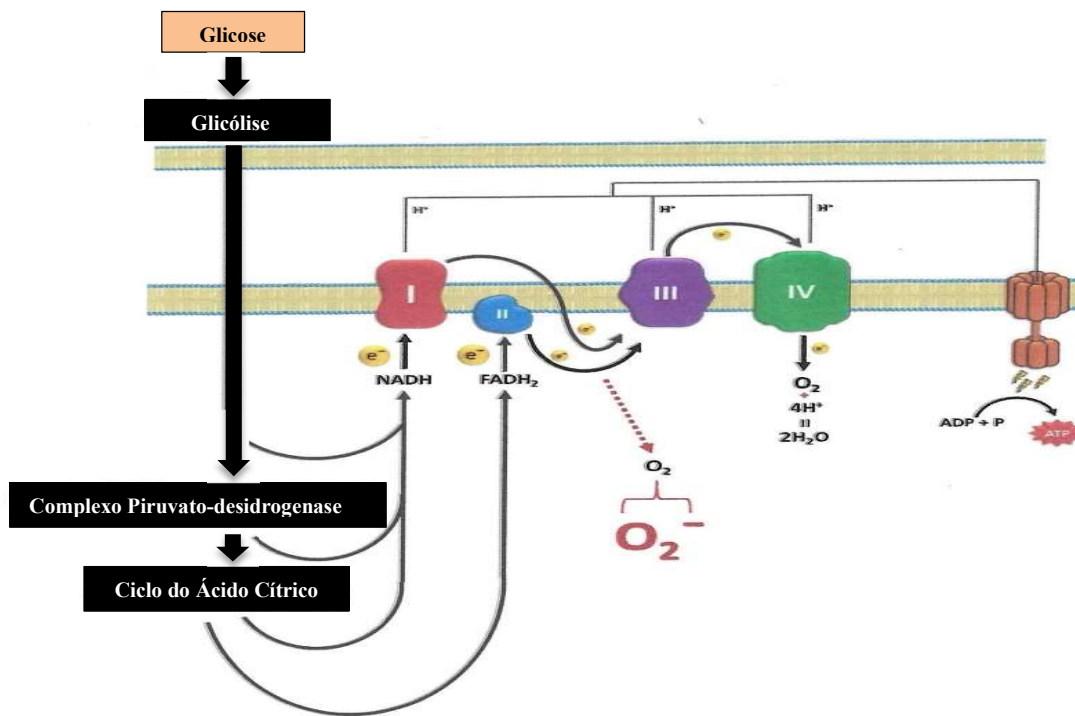 Glicose
Glicólise
H⁺
H⁺
H⁺
e⁻
I
II
III
IV
e⁻
e⁻
e⁻
e⁻
e⁻
NADH
FADH₂
O₂
+
4H⁺
=
2H₂O
ADP + P
ATP
O₂
O₂⁻
Complexo Piruvato-desidrogenase
Ciclo do Ácido Cítrico